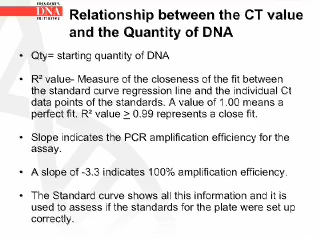 PRESIDENT'S
DNA
INITIATIVE
Relationship between the CT value
and the Quantity of DNA
• Qty= starting quantity of DNA
• R² value- Measure of the closeness of the fit between
the standard curve regression line and the individual Ct
data points of the standards. A value of 1.00 means a
perfect fit. R² value > 0.99 represents a close fit.
• Slope indicates the PCR amplification efficiency for the
assay.
• A slope of -3.3 indicates 100% amplification efficiency.
• The Standard curve shows all this information and it is
used to assess if the standards for the plate were set up
correctly.